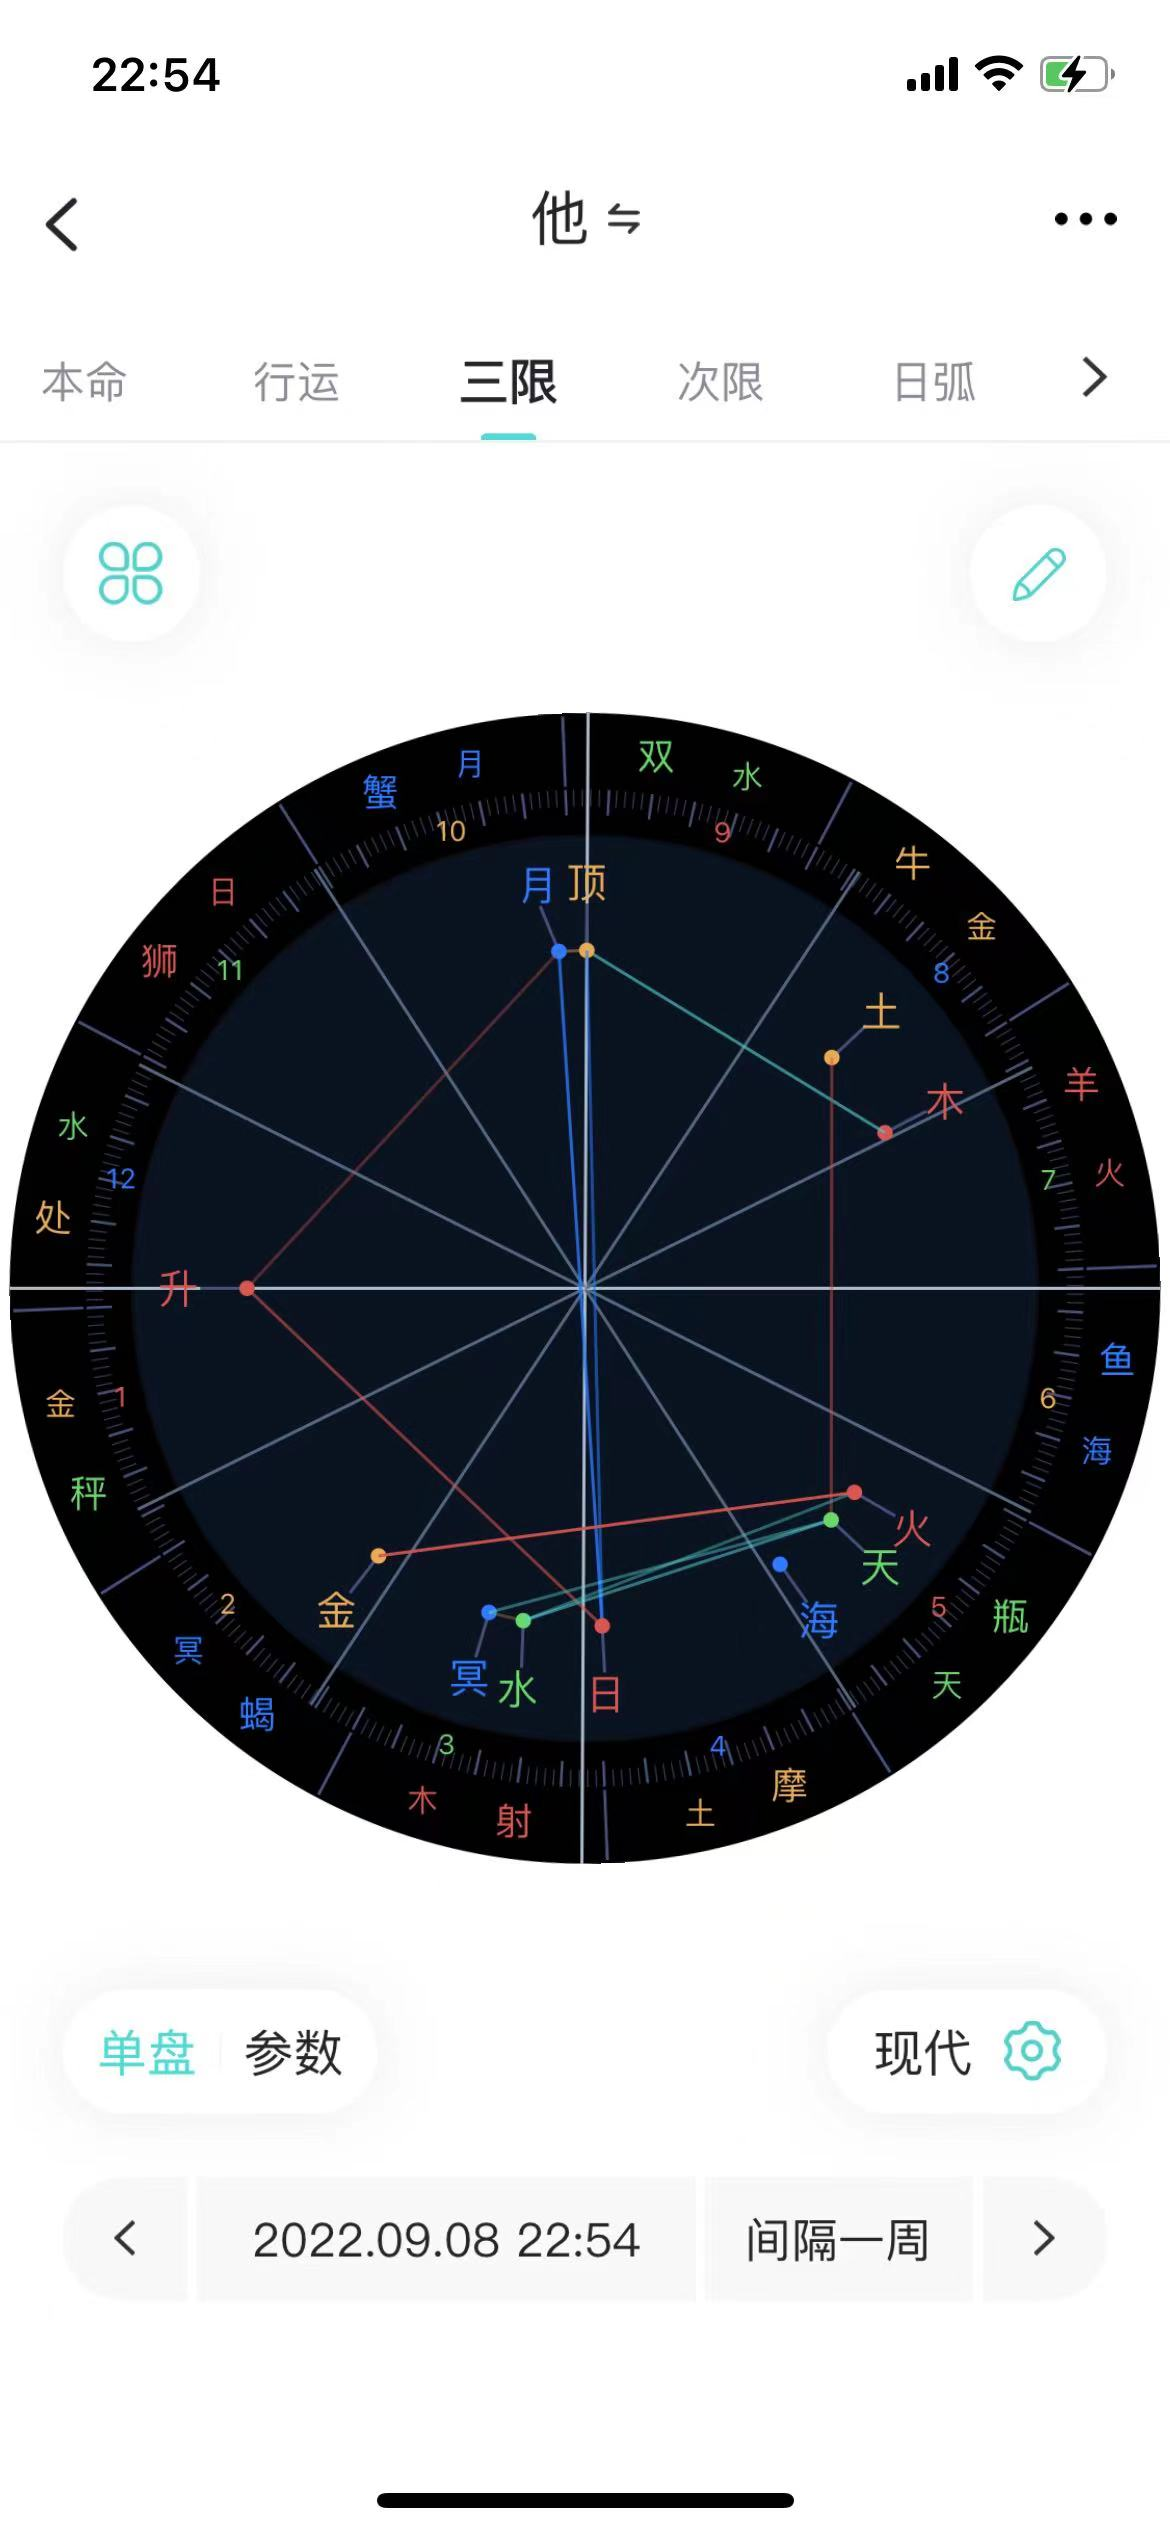 22:54
他
本命 行运 三限 次限 日弧
双 水
月 蟹
10 9
牛 金
日 狮
月 顶
11 8
土
木
羊 火
水 处
12 7
升
鱼 海
金 秤
1 6
火
天
海
金
冥 水 日
2 5
瓶 天
冥 蝎
3 4
木 射
土 摩
单盘 参数 现代
2022.09.08 22:54 间隔一周